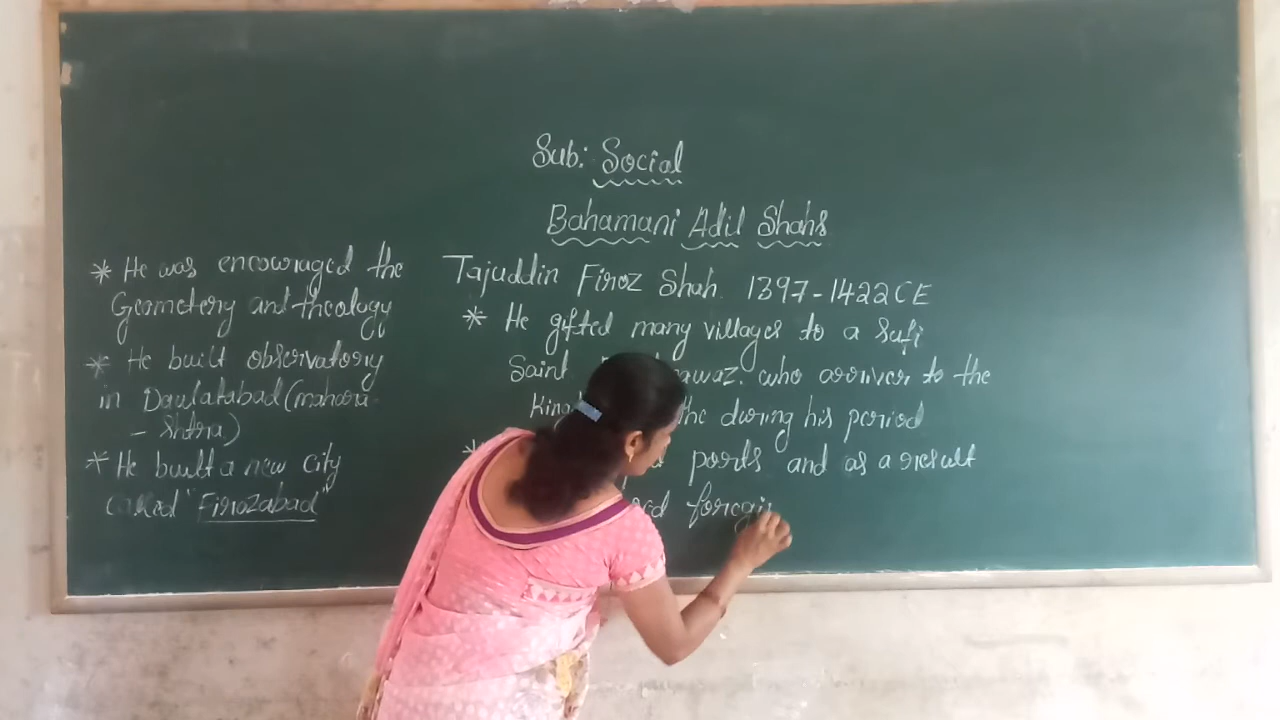 Sub: Social
Bahamani Adil Shahs
Tajuddin Firoz Shah 1397-1422CE
* He gifted many villages to a Sufi
Saint who arriver to the
the during his period
ports and as a result
foregi
* He was encouraged the
Geometery and theology
* He built observatory
in Daulatabad (mahara
- Shtra)
* He built a new city
called "Firozabad"